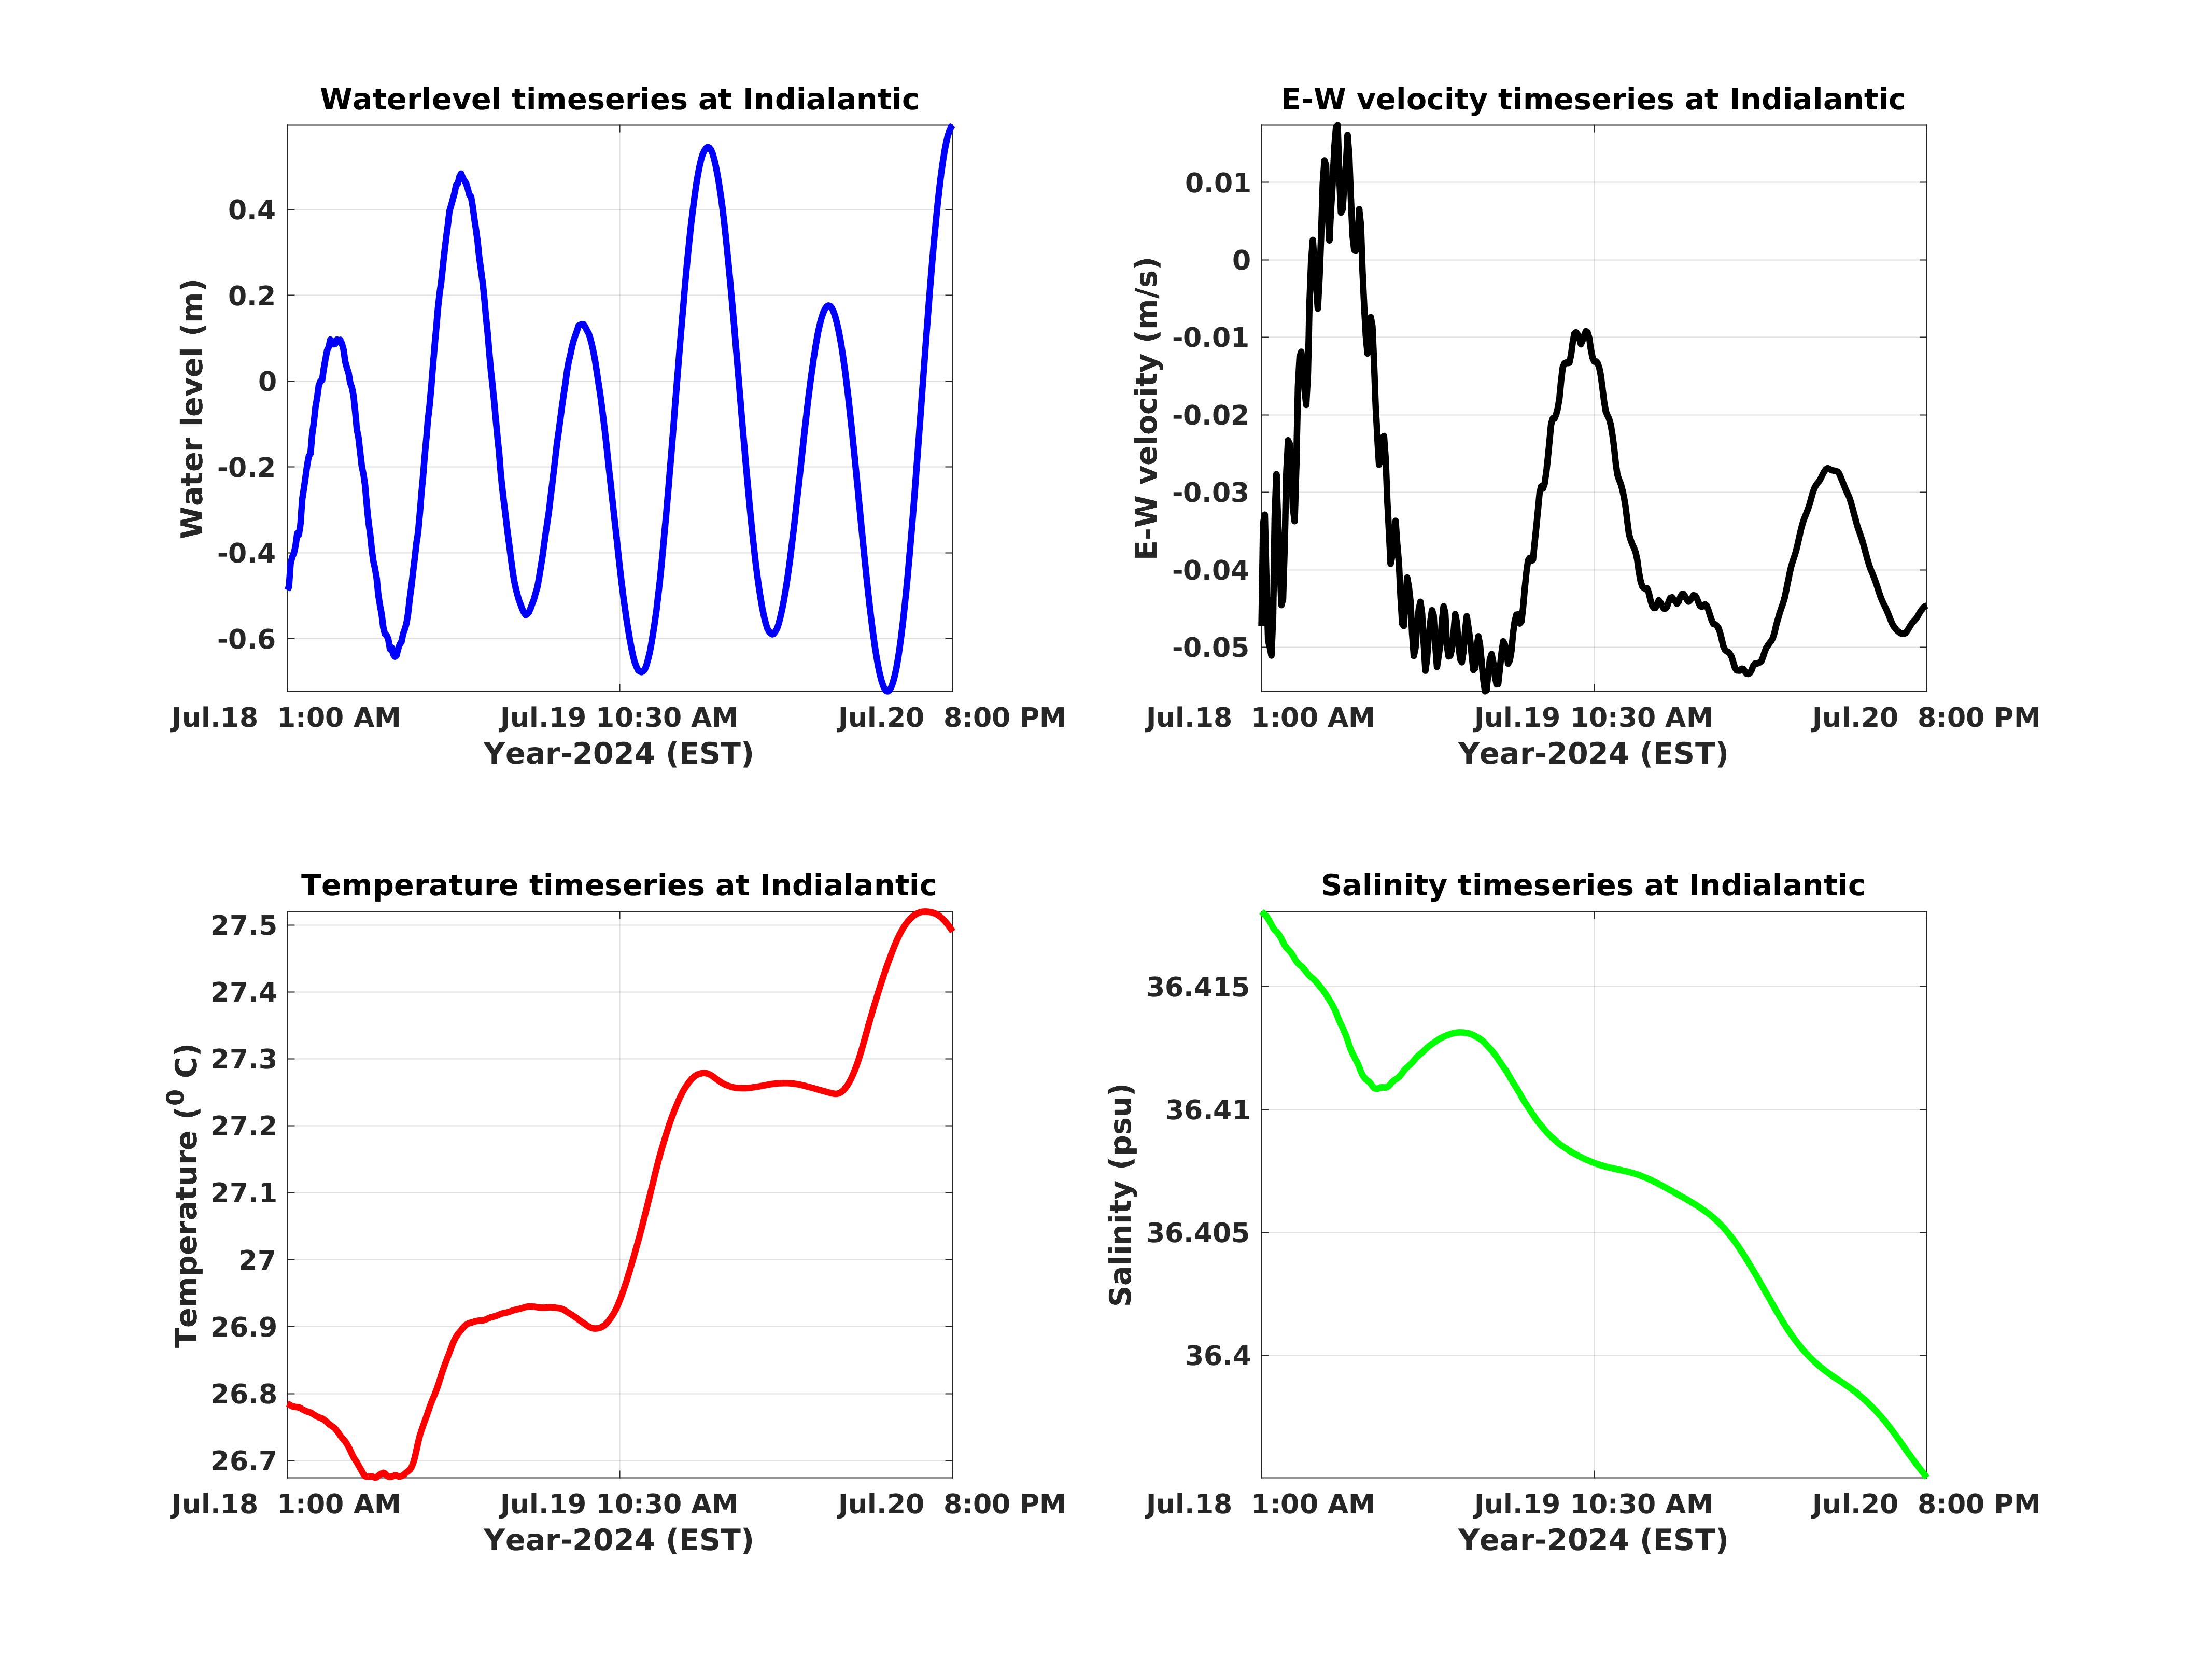 Waterlevel timeseries at Indialantic
0.4
0.2
0
-0.2
-0.4
-0.6
Water level (m)
Jul.18 1:00 AM
Jul.19 10:30 AM
Jul.20 8:00 PM
Year-2024 (EST)
E-W velocity timeseries at Indialantic
0.01
0
-0.01
-0.02
-0.03
-0.04
-0.05
E-W velocity (m/s)
Jul.18 1:00 AM
Jul.19 10:30 AM
Jul.20 8:00 PM
Year-2024 (EST)
Temperature timeseries at Indialantic
27.5
27.4
27.3
27.2
27.1
27
26.9
26.8
26.7
Temperature (⁰ C)
Jul.18 1:00 AM
Jul.19 10:30 AM
Jul.20 8:00 PM
Year-2024 (EST)
Salinity timeseries at Indialantic
36.415
36.41
36.405
36.4
Salinity (psu)
Jul.18 1:00 AM
Jul.19 10:30 AM
Jul.20 8:00 PM
Year-2024 (EST)